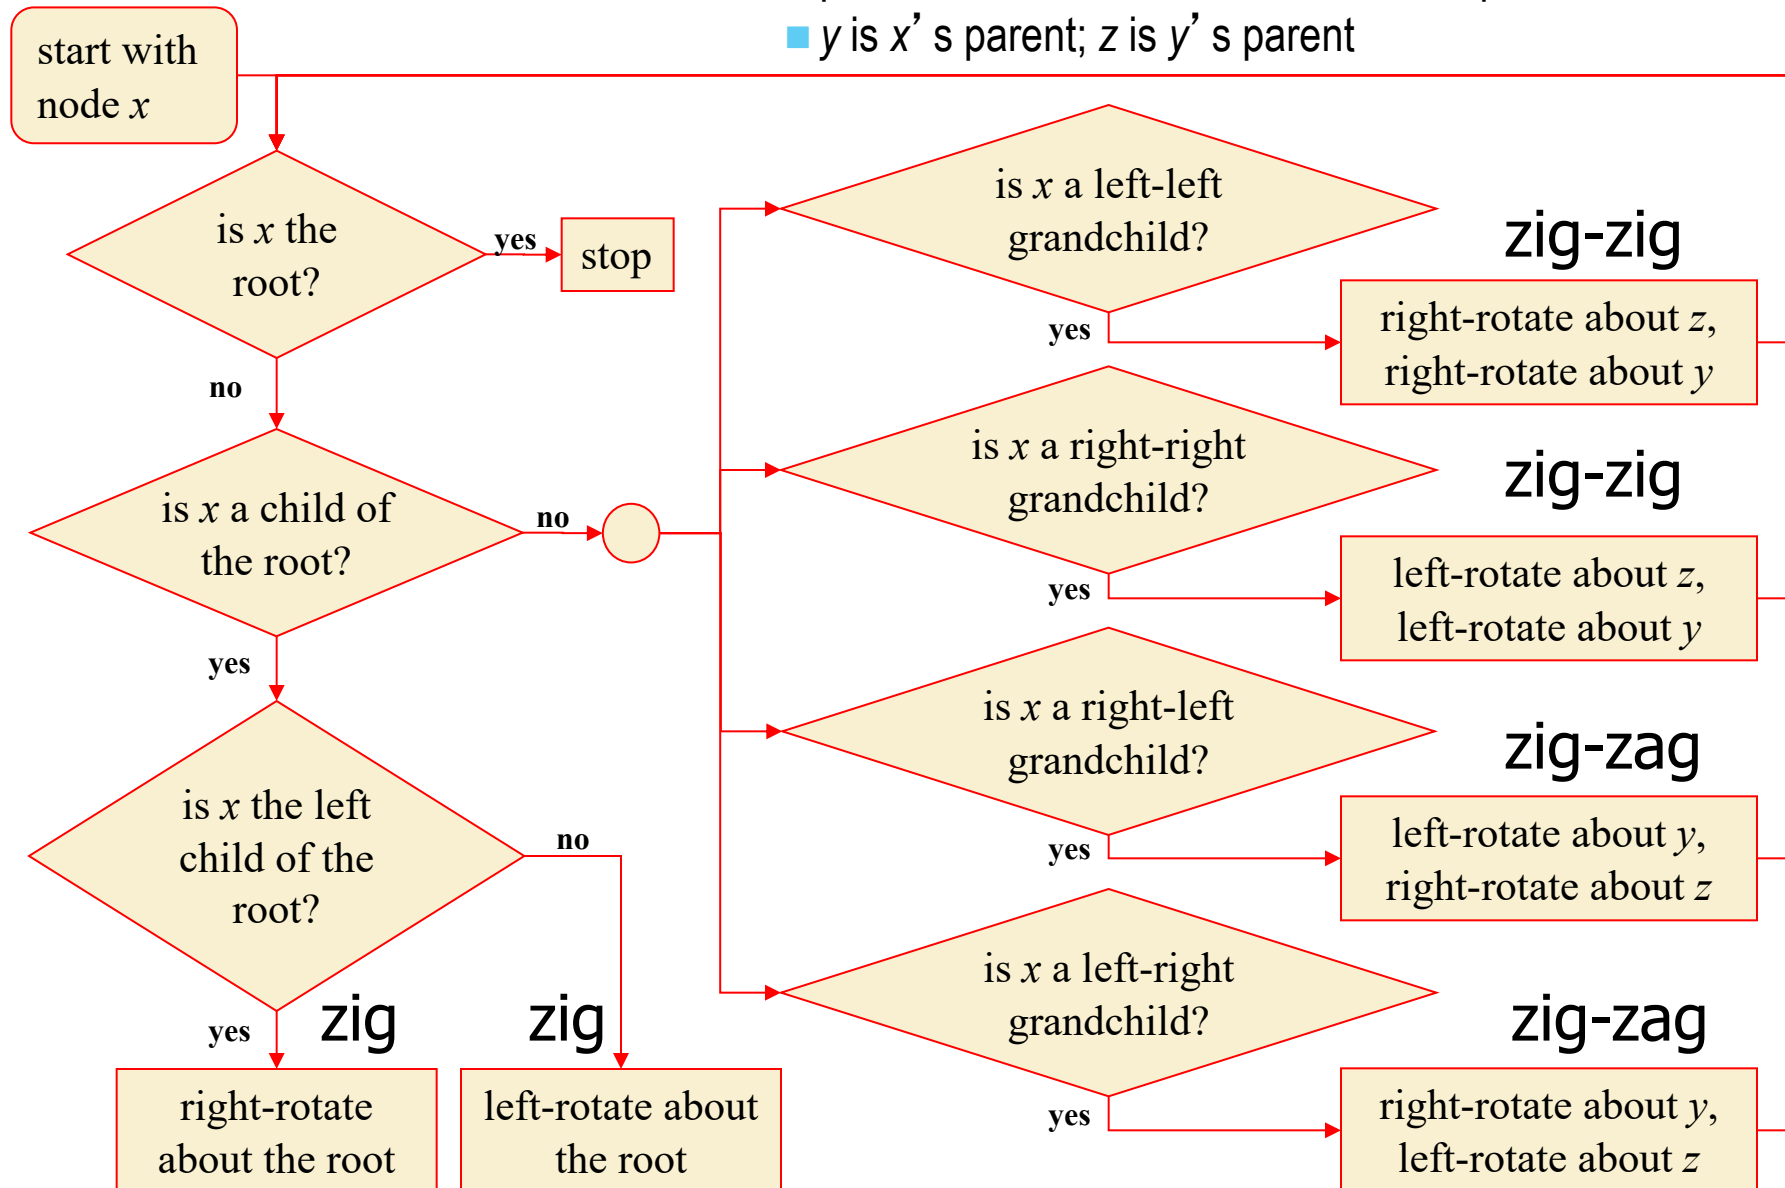 y is x’ s parent; z is y’ s parent
start with
node x
is x the
root?
yes
stop
no
is x a child of
the root?
no
yes
is x the left
child of the
root?
no
yes
zig
zig
right-rotate
about the root
left-rotate about
the root
is x a left-left
grandchild?
yes
zig-zig
right-rotate about z,
right-rotate about y
is x a right-right
grandchild?
yes
zig-zig
left-rotate about z,
left-rotate about y
is x a right-left
grandchild?
yes
zig-zag
left-rotate about y,
right-rotate about z
is x a left-right
grandchild?
yes
zig-zag
right-rotate about y,
left-rotate about z